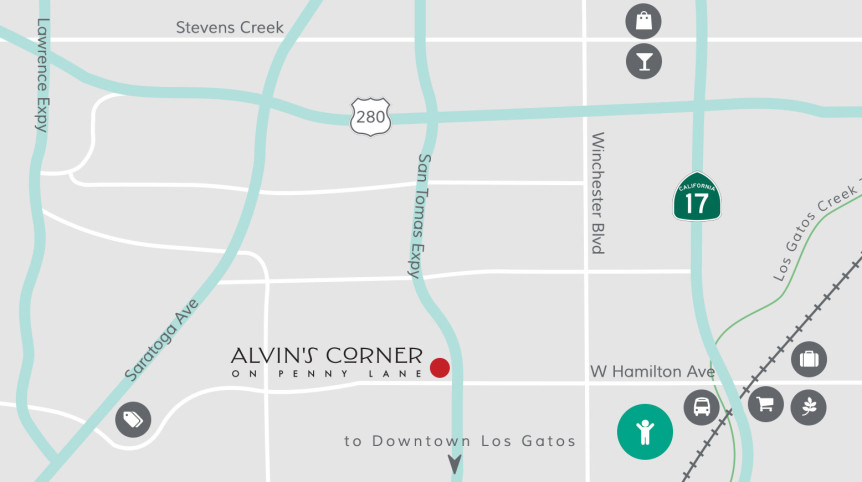 Stevens Creek
Lawrence Expy
280
San Tomas Expy
Winchester Blvd
CALIFORNIA
17
Los Gatos Creek
Saratoga Ave
ALVIN'S CORNER
ON PENNY LANE
W Hamilton Ave
to Downtown Los Gatos